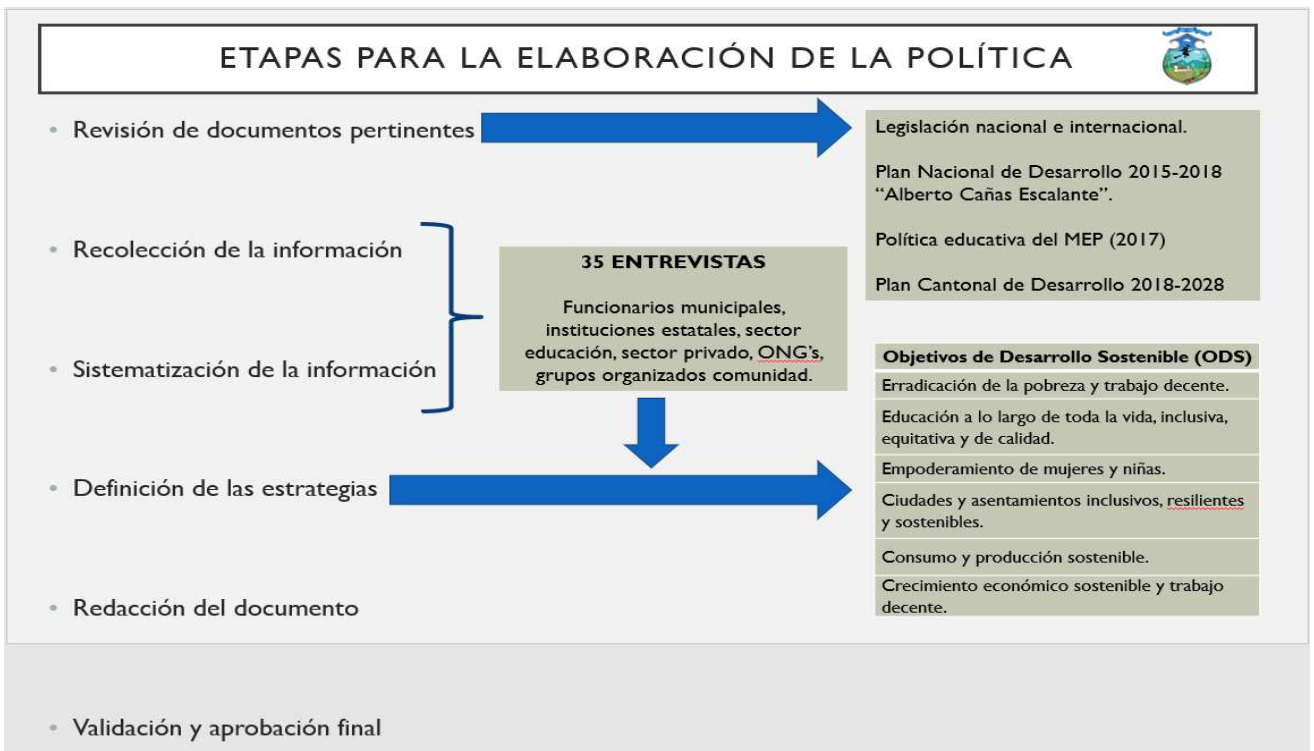 ETAPAS PARA LA ELABORACIÓN DE LA POLÍTICA
• Revisión de documentos pertinentes
Legislación nacional e internacional.
Plan Nacional de Desarrollo 2015-2018
“Alberto Cañas Escalante”.
Política educativa del MEP (2017)
Plan Cantonal de Desarrollo 2018-2028
• Recolección de la información
• Sistematización de la información
35 ENTREVISTAS
Funcionarios municipales,
instituciones estatales, sector
educación, sector privado, ONG’s,
grupos organizados comunidad.
• Definición de las estrategias
Objetivos de Desarrollo Sostenible (ODS)
Erradicación de la pobreza y trabajo decente.
Educación a lo largo de toda la vida, inclusiva,
equitativa y de calidad.
Empoderamiento de mujeres y niñas.
Ciudades y asentamientos inclusivos, resilientes
y sostenibles.
Consumo y producción sostenible.
Crecimiento económico sostenible y trabajo
decente.
• Redacción del documento
• Validación y aprobación final